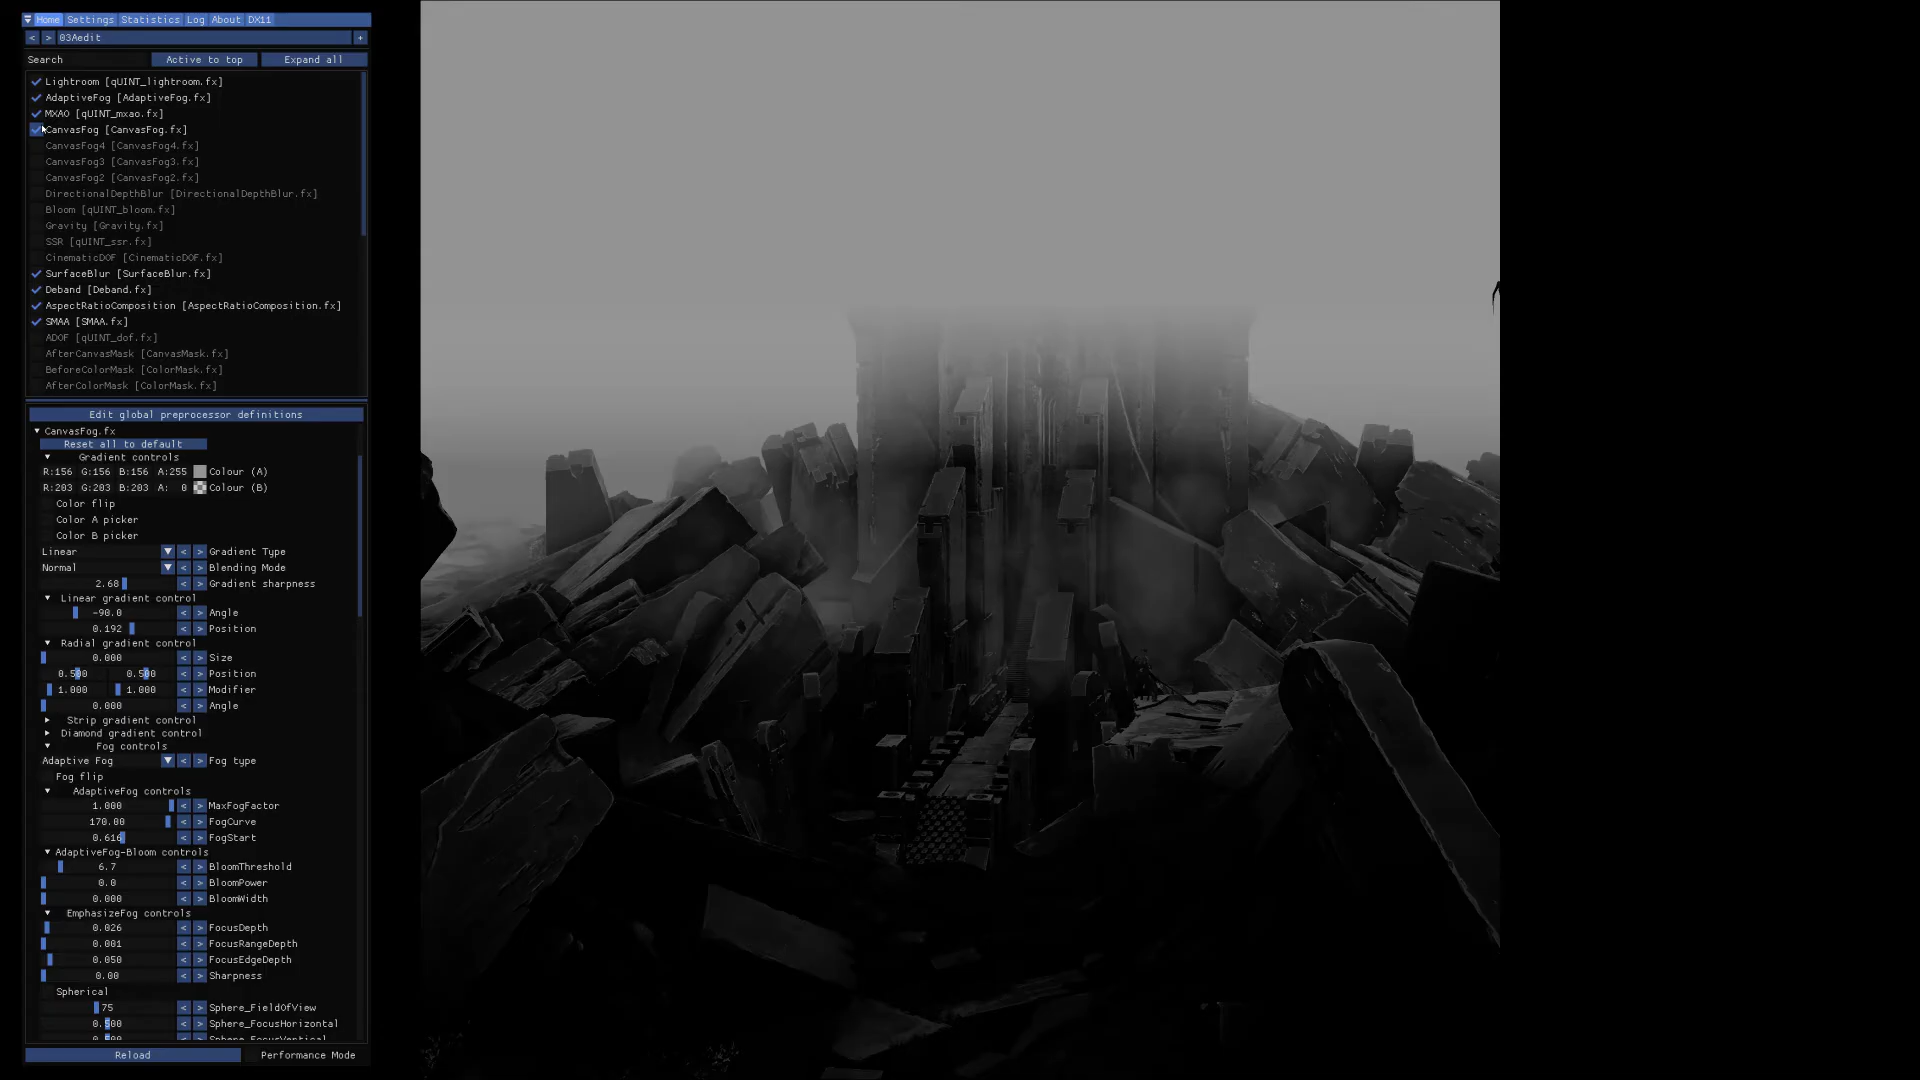 Home Settings Statistics Log About DX11
< > 03Aedit +
Search Active to top Expand all
Lightroom [qUINT_lightroom.fx]
AdaptiveFog [AdaptiveFog.fx]
MXAO [qUINT_mxao.fx]
CanvasFog [CanvasFog.fx]
CanvasFog4 [CanvasFog4.fx]
CanvasFog3 [CanvasFog3.fx]
CanvasFog2 [CanvasFog2.fx]
DirectionalDepthBlur [DirectionalDepthBlur.fx]
Bloom [qUINT_bloom.fx]
Gravity [Gravity.fx]
SSR [qUINT_ssr.fx]
CinematicDOF [CinematicDOF.fx]
SurfaceBlur [SurfaceBlur.fx]
Deband [Deband.fx]
AspectRatioComposition [AspectRatioComposition.fx]
SMAA [SMAA.fx]
ADOF [qUINT_dof.fx]
AfterCanvasMask [CanvasMask.fx]
BeforeColorMask [ColorMask.fx]
AfterColorMask [ColorMask.fx]
Edit global preprocessor definitions
CanvasFog.fx
Reset all to default
Gradient controls
R:156 G:156 B:156 A:255 Colour (A)
R:203 G:203 B:203 A: 0 Colour (B)
Color flip
Color A picker
Color B picker
Linear < > Gradient Type
Normal < > Blending Mode
2.68 < > Gradient sharpness
Linear gradient control
-90.0 < > Angle
0.192 < > Position
Radial gradient control
0.000 < > Size
0.500 0.500 < > Position
1.000 1.000 < > Modifier
0.000 < > Angle
Strip gradient control
Diamond gradient control
Fog controls
Adaptive Fog < > Fog type
Fog flip
AdaptiveFog controls
1.000 < > MaxFogFactor
170.00 < > FogCurve
0.616 < > FogStart
AdaptiveFog-Bloom controls
6.7 < > BloomThreshold
0.0 < > BloomPower
0.000 < > BloomWidth
EmphasizeFog controls
0.026 < > FocusDepth
0.001 < > FocusRangeDepth
0.050 < > FocusEdgeDepth
0.00 < > Sharpness
Spherical
75 < > Sphere_FieldOfView
0.500 < > Sphere_FocusHorizontal
0.500 < > Sphere_FocusVertical
Reload Performance Mode